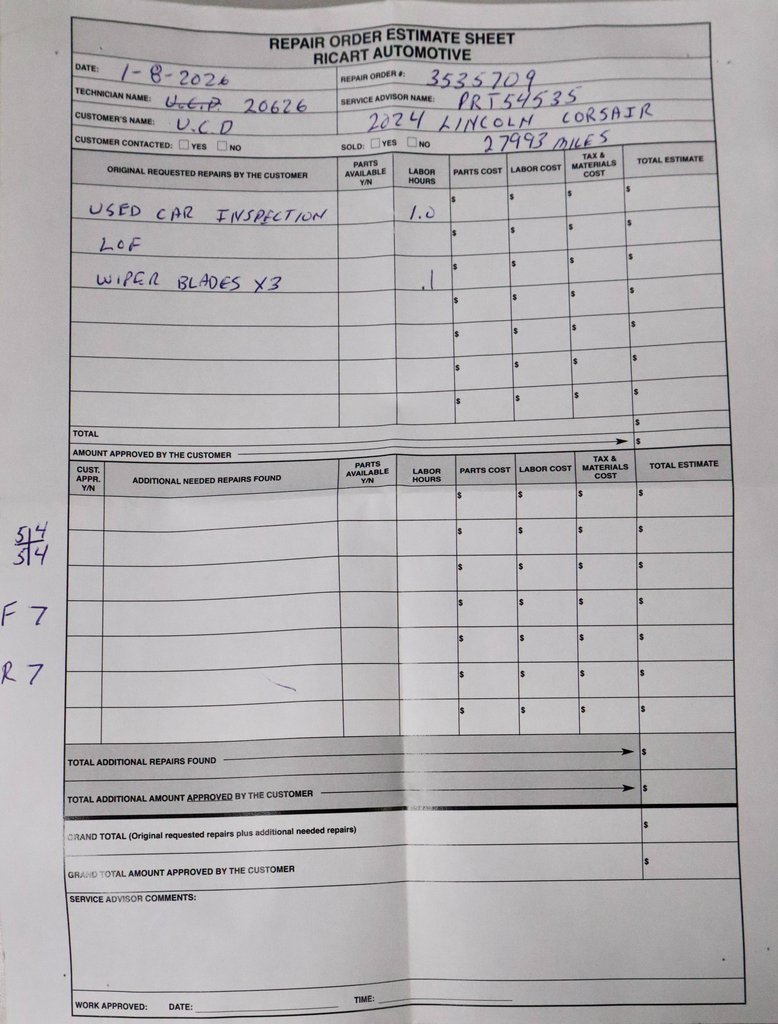 REPAIR ORDER ESTIMATE SHEET
RICART AUTOMOTIVE
DATE: 1-8-2026 REPAIR ORDER #: 3535709
TECHNICIAN NAME: U.C.D. 20626 SERVICE ADVISOR NAME: PRT54535
CUSTOMER'S NAME: U.C.D 2024 LINCOLN CORSAIR
CUSTOMER CONTACTED: YES NO SOLD: YES NO 27993 MILES
ORIGINAL REQUESTED REPAIRS BY THE CUSTOMER PARTS AVAILABLE Y/N LABOR HOURS PARTS COST LABOR COST TAX & MATERIALS COST TOTAL ESTIMATE
USED CAR INSPECTION 1.0 $ $ $ $
LOF $ $ $ $
WIPER BLADES X3 .1 $ $ $ $
$ $ $ $
$ $ $ $
$ $ $ $
$ $ $ $
TOTAL $
AMOUNT APPROVED BY THE CUSTOMER $
CUST. APPR. Y/N ADDITIONAL NEEDED REPAIRS FOUND PARTS AVAILABLE Y/N LABOR HOURS PARTS COST LABOR COST TAX & MATERIALS COST TOTAL ESTIMATE
$ $ $ $
5 4 $ $ $ $
5 4 $ $ $ $
F 7 $ $ $ $
$ $ $ $
R 7 $ $ $ $
$ $ $ $
TOTAL ADDITIONAL REPAIRS FOUND $
TOTAL ADDITIONAL AMOUNT APPROVED BY THE CUSTOMER $
GRAND TOTAL (Original requested repairs plus additional needed repairs) $
GRAND TOTAL AMOUNT APPROVED BY THE CUSTOMER $
SERVICE ADVISOR COMMENTS:
WORK APPROVED: DATE: TIME: